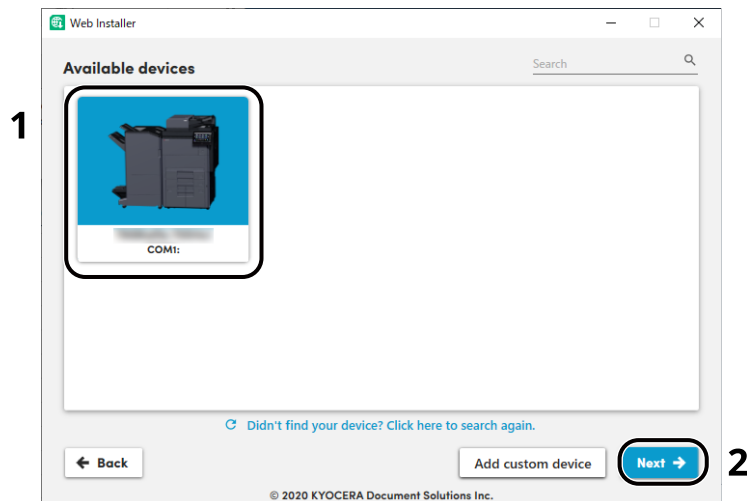 Web Installer
Available devices
Search
1
COM1:
Didn't find your device? Click here to search again.
Back
Add custom device
Next
2
© 2020 KYOCERA Document Solutions Inc.